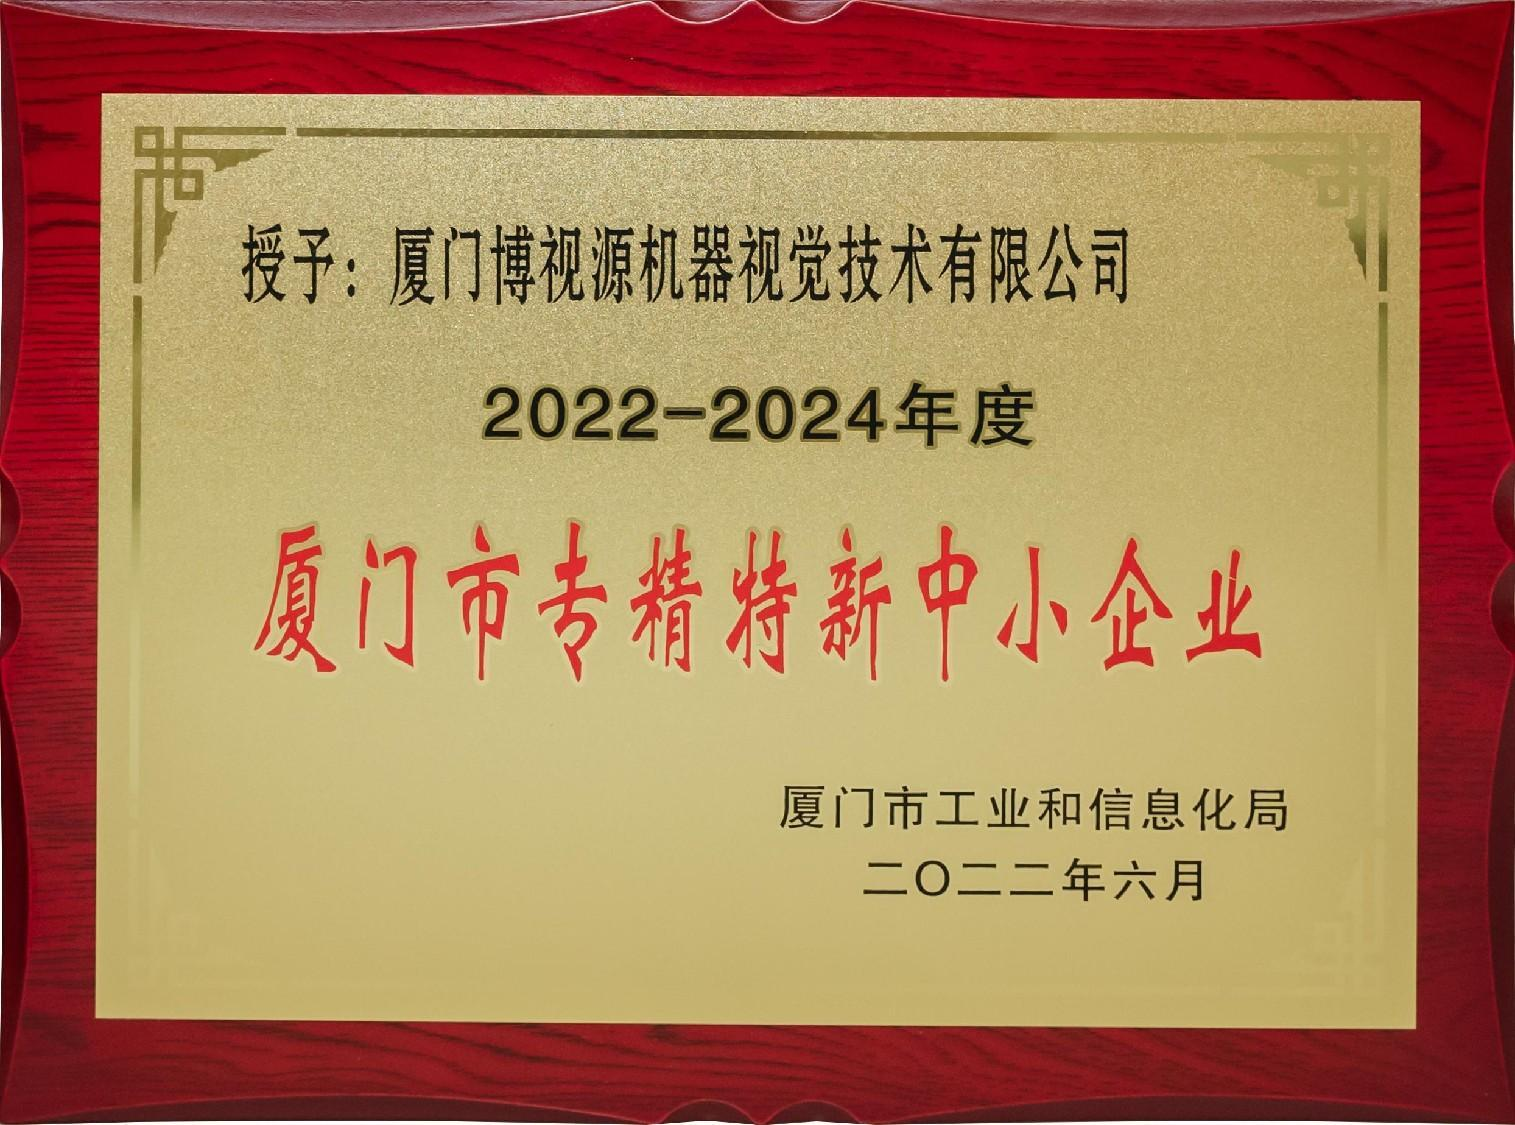 授予：厦门博视源机器视觉技术有限公司
2022-2024年度
厦门市专精特新中小企业
厦门市工业和信息化局
二〇二二年六月